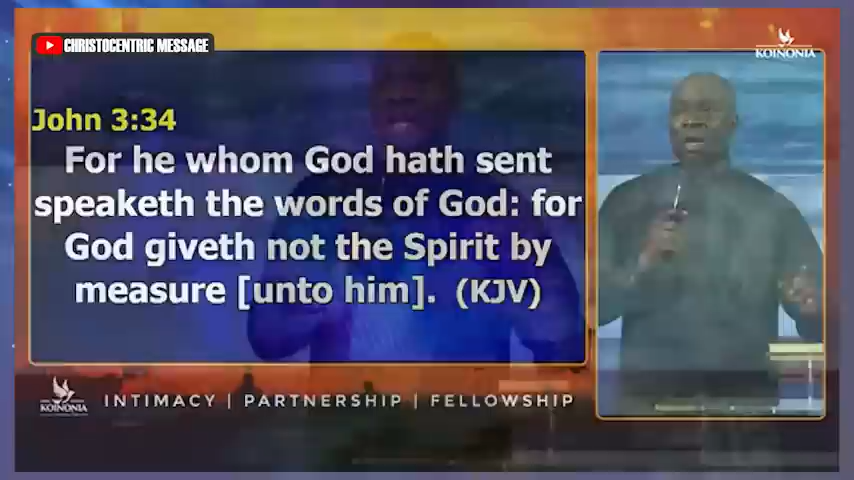 CHRISTOCENTRIC MESSAGE
KOINONIA
John 3:34
For he whom God hath sent
speaketh the words of God: for
God giveth not the Spirit by
measure [unto him]. (KJV)
KOINONIA
INTIMACY | PARTNERSHIP | FELLOWSHIP